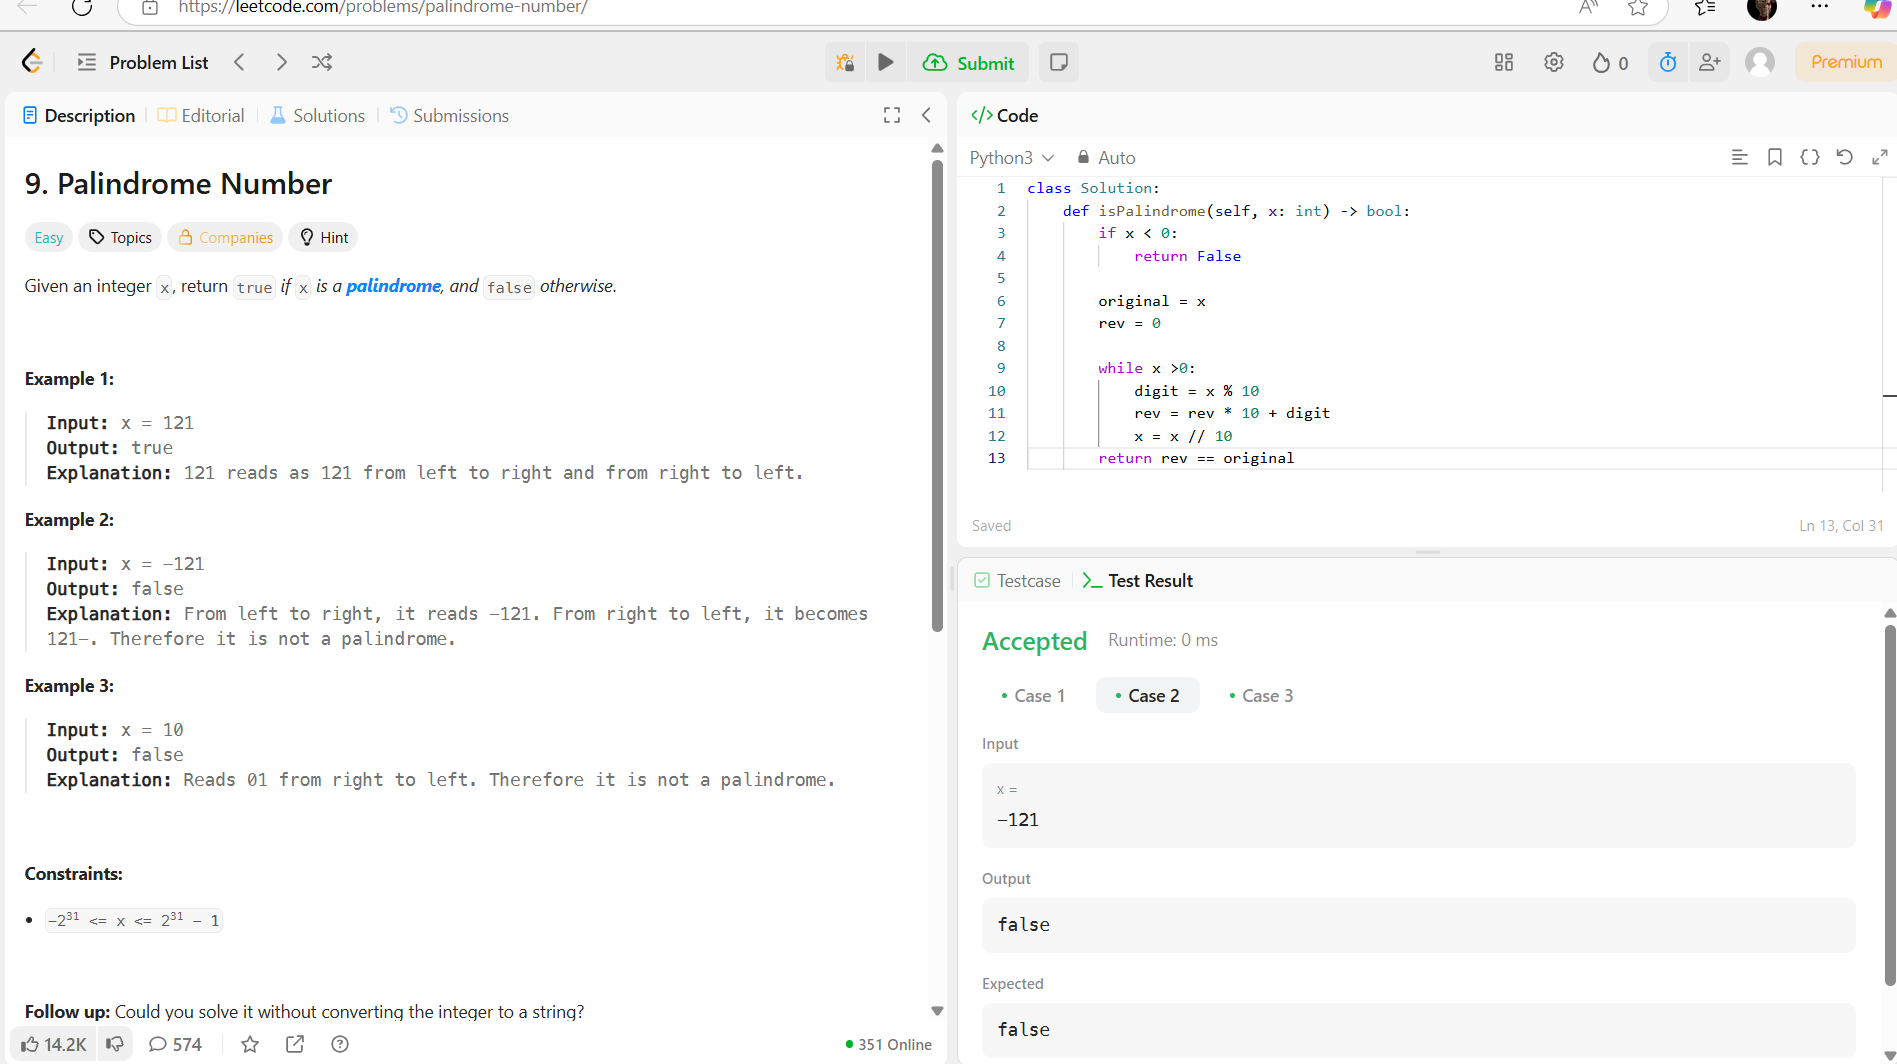 https://leetcode.com/problems/palindrome-number/
Problem List
Submit
0
Premium
Description
Editorial
Solutions
Submissions
9. Palindrome Number
Easy
Topics
Companies
Hint
Given an integer x, return true if x is a palindrome, and false otherwise.
Example 1:
Input: x = 121
Output: true
Explanation: 121 reads as 121 from left to right and from right to left.
Example 2:
Input: x = -121
Output: false
Explanation: From left to right, it reads -121. From right to left, it becomes
121-. Therefore it is not a palindrome.
Example 3:
Input: x = 10
Output: false
Explanation: Reads 01 from right to left. Therefore it is not a palindrome.
Constraints:
-2³¹ <= x <= 2³¹ - 1
Follow up: Could you solve it without converting the integer to a string?
14.2K
574
351 Online
</> Code
Python3
Auto
1 class Solution:
2     def isPalindrome(self, x: int) -> bool:
3         if x < 0:
4             return False
5
6         original = x
7         rev = 0
8
9         while x >0:
10             digit = x % 10
11             rev = rev * 10 + digit
12             x = x // 10
13         return rev == original
Saved
Ln 13, Col 31
Testcase
Test Result
Accepted
Runtime: 0 ms
Case 1
Case 2
Case 3
Input
x =
-121
Output
false
Expected
false